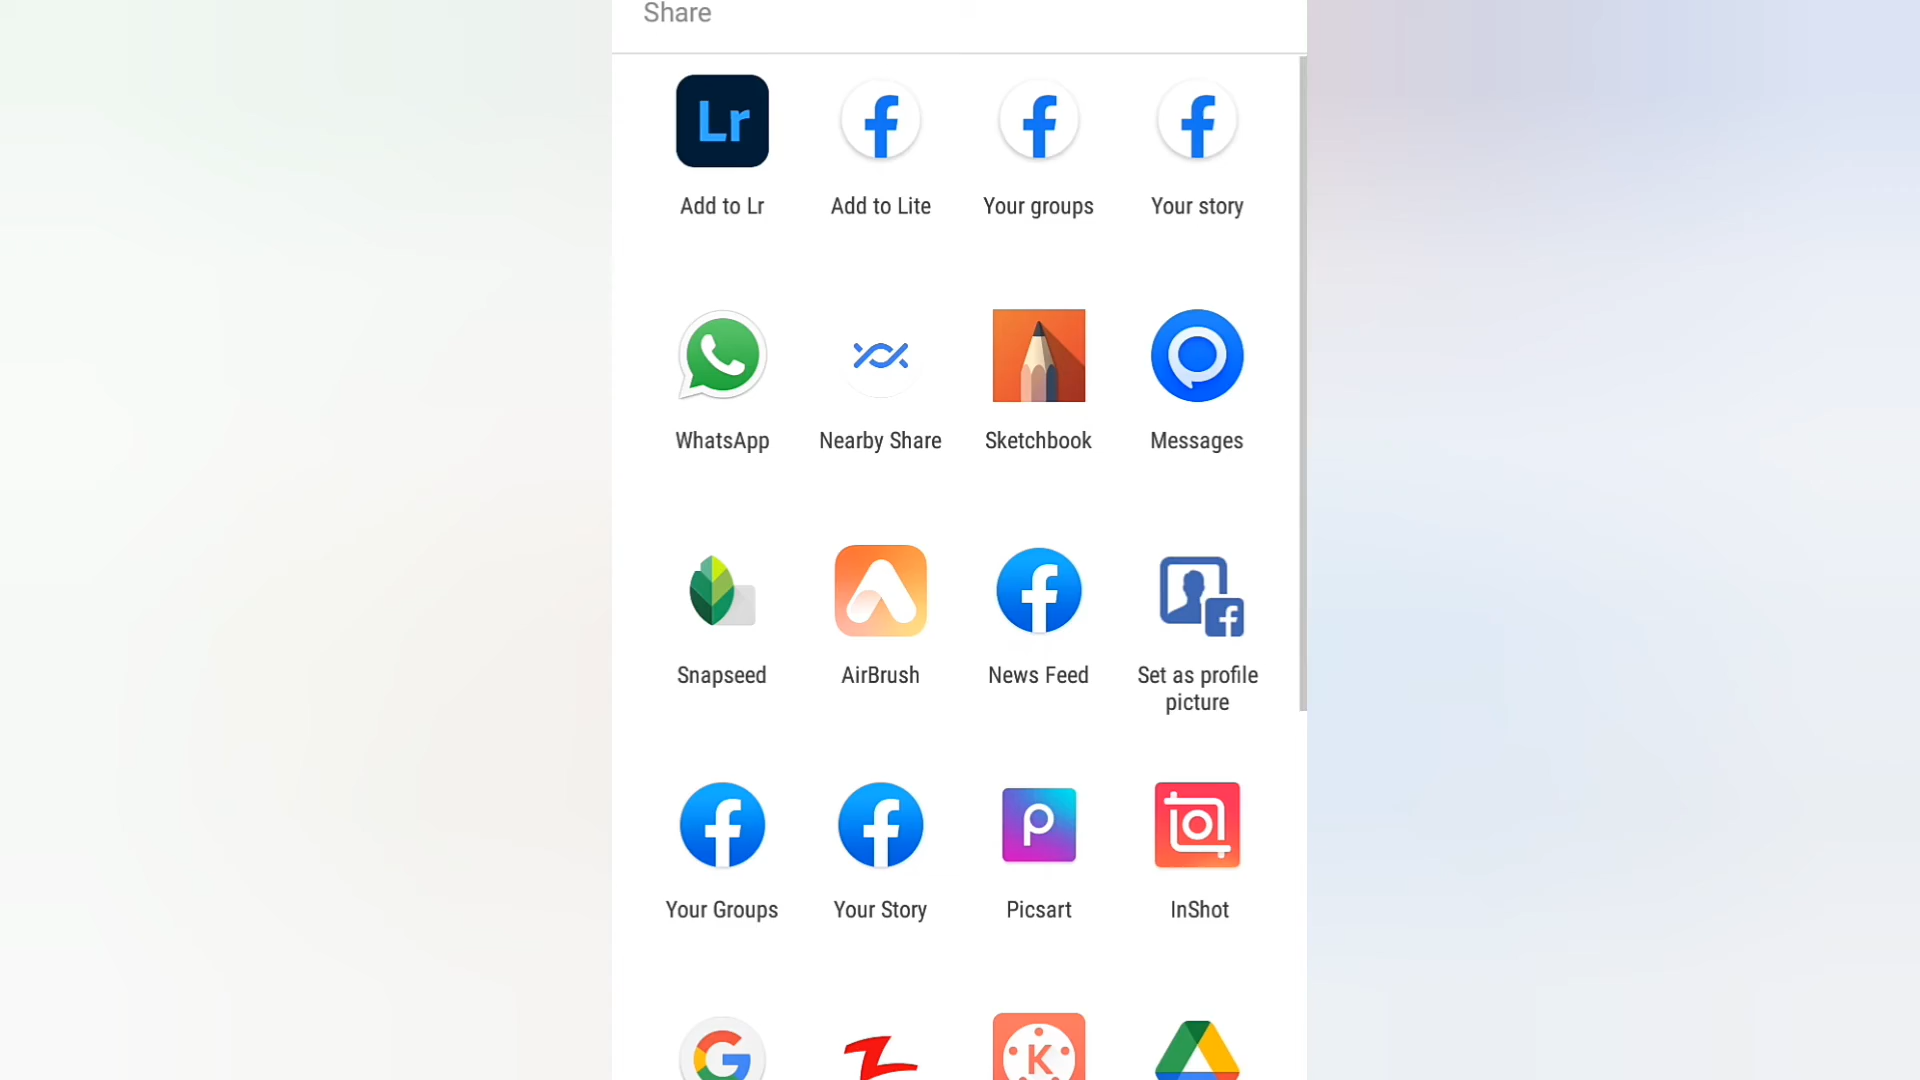 Share
Lr
Add to Lr
Add to Lite
Your groups
Your story
WhatsApp
Nearby Share
Sketchbook
Messages
Snapseed
AirBrush
News Feed
Set as profile
picture
Your Groups
Your Story
Picsart
InShot
K